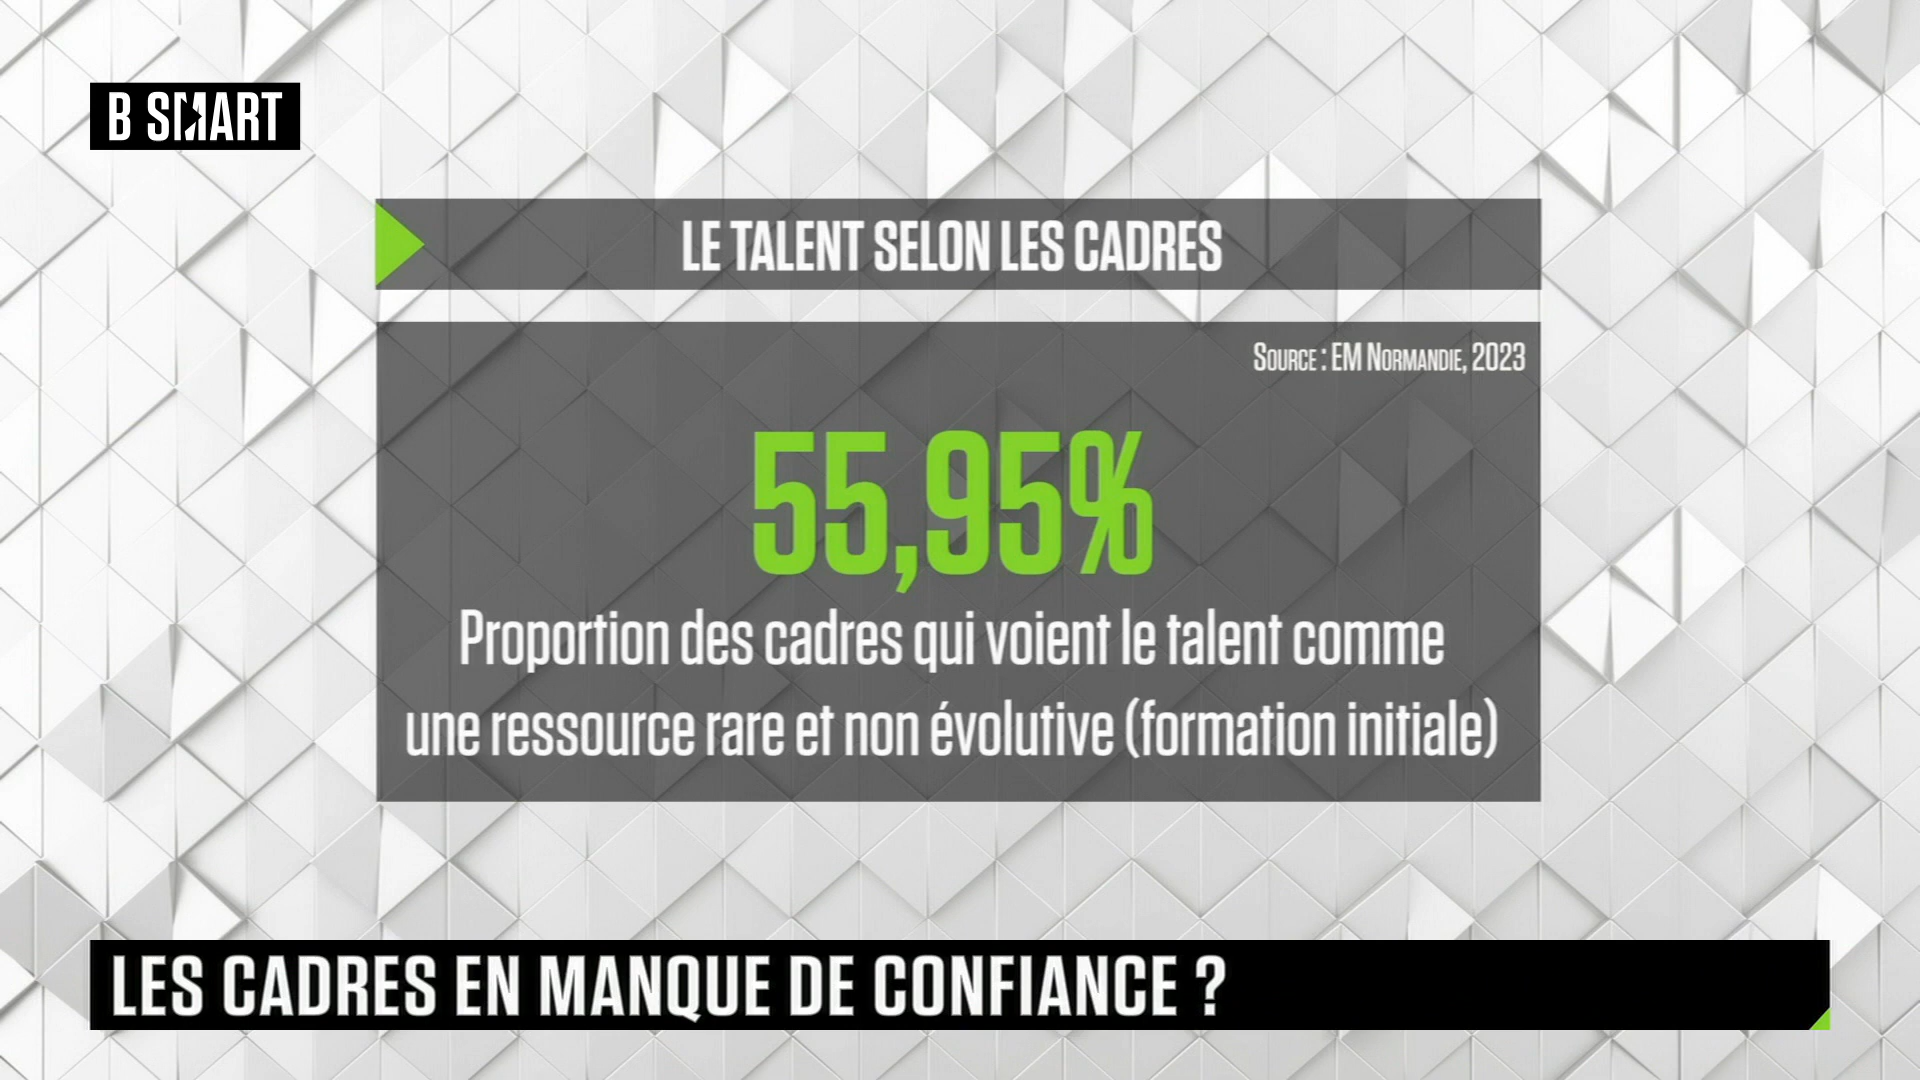 B SMART
LE TALENT SELON LES CADRES
SOURCE : EM NORMANDIE, 2023
55,95%
Proportion des cadres qui voient le talent comme
une ressource rare et non évolutive (formation initiale)
LES CADRES EN MANQUE DE CONFIANCE ?